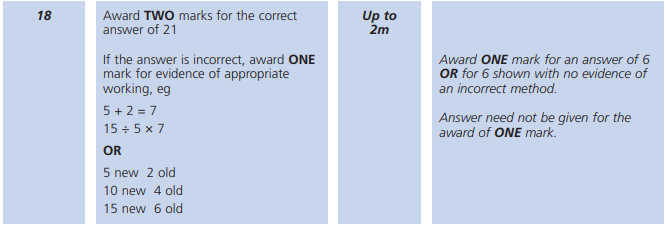 18
Award TWO marks for the correct
answer of 21
If the answer is incorrect, award ONE
mark for evidence of appropriate
working, eg
5 + 2 = 7
15 ÷ 5 × 7
OR
5 new 2 old
10 new 4 old
15 new 6 old
Up to
2m
Award ONE mark for an answer of 6
OR for 6 shown with no evidence of
an incorrect method.
Answer need not be given for the
award of ONE mark.